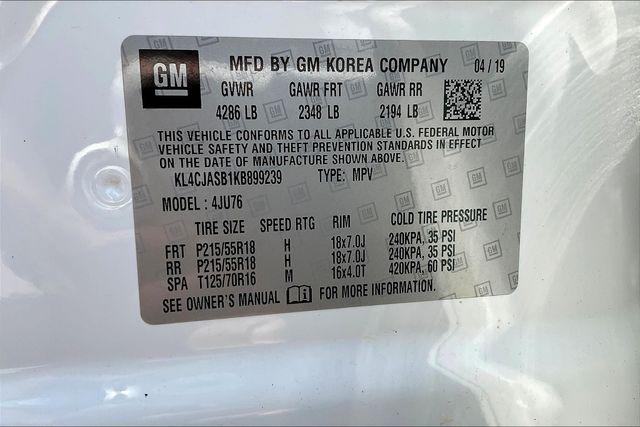 GM MFD BY GM KOREA COMPANY 04 / 19
GVWR GAWR FRT GAWR RR
4286 LB 2348 LB 2194 LB
THIS VEHICLE CONFORMS TO ALL APPLICABLE U.S. FEDERAL MOTOR
VEHICLE SAFETY AND THEFT PREVENTION STANDARDS IN EFFECT
ON THE DATE OF MANUFACTURE SHOWN ABOVE.
KL4CJASB1KB899239 TYPE: MPV
MODEL : 4JU76
TIRE SIZE SPEED RTG RIM COLD TIRE PRESSURE
FRT P215/55R18 H 18x7.0J 240KPA, 35 PSI
RR P215/55R18 H 18x7.0J 240KPA, 35 PSI
SPA T125/70R16 M 16x4.0T 420KPA, 60 PSI
SEE OWNER'S MANUAL FOR MORE INFORMATION.